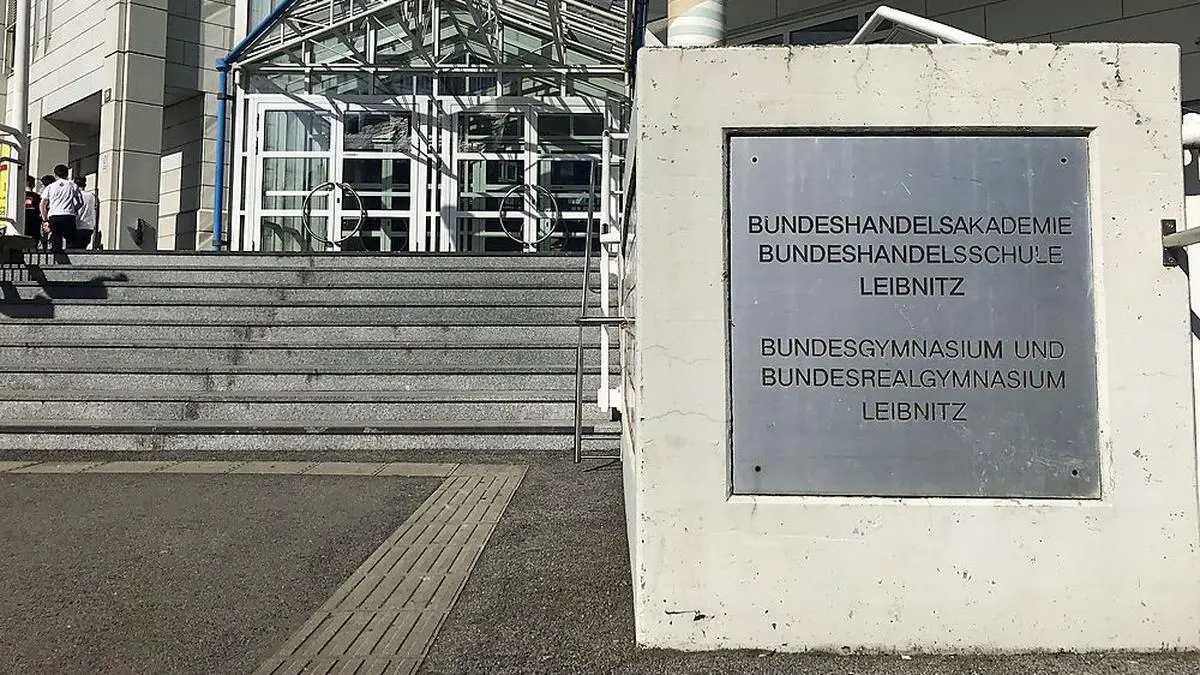 BUNDESHANDELSAKADEMIE
BUNDESHANDELSSCHULE
LEIBNITZ
BUNDESGYMNASIUM UND
BUNDESREALGYMNASIUM
LEIBNITZ